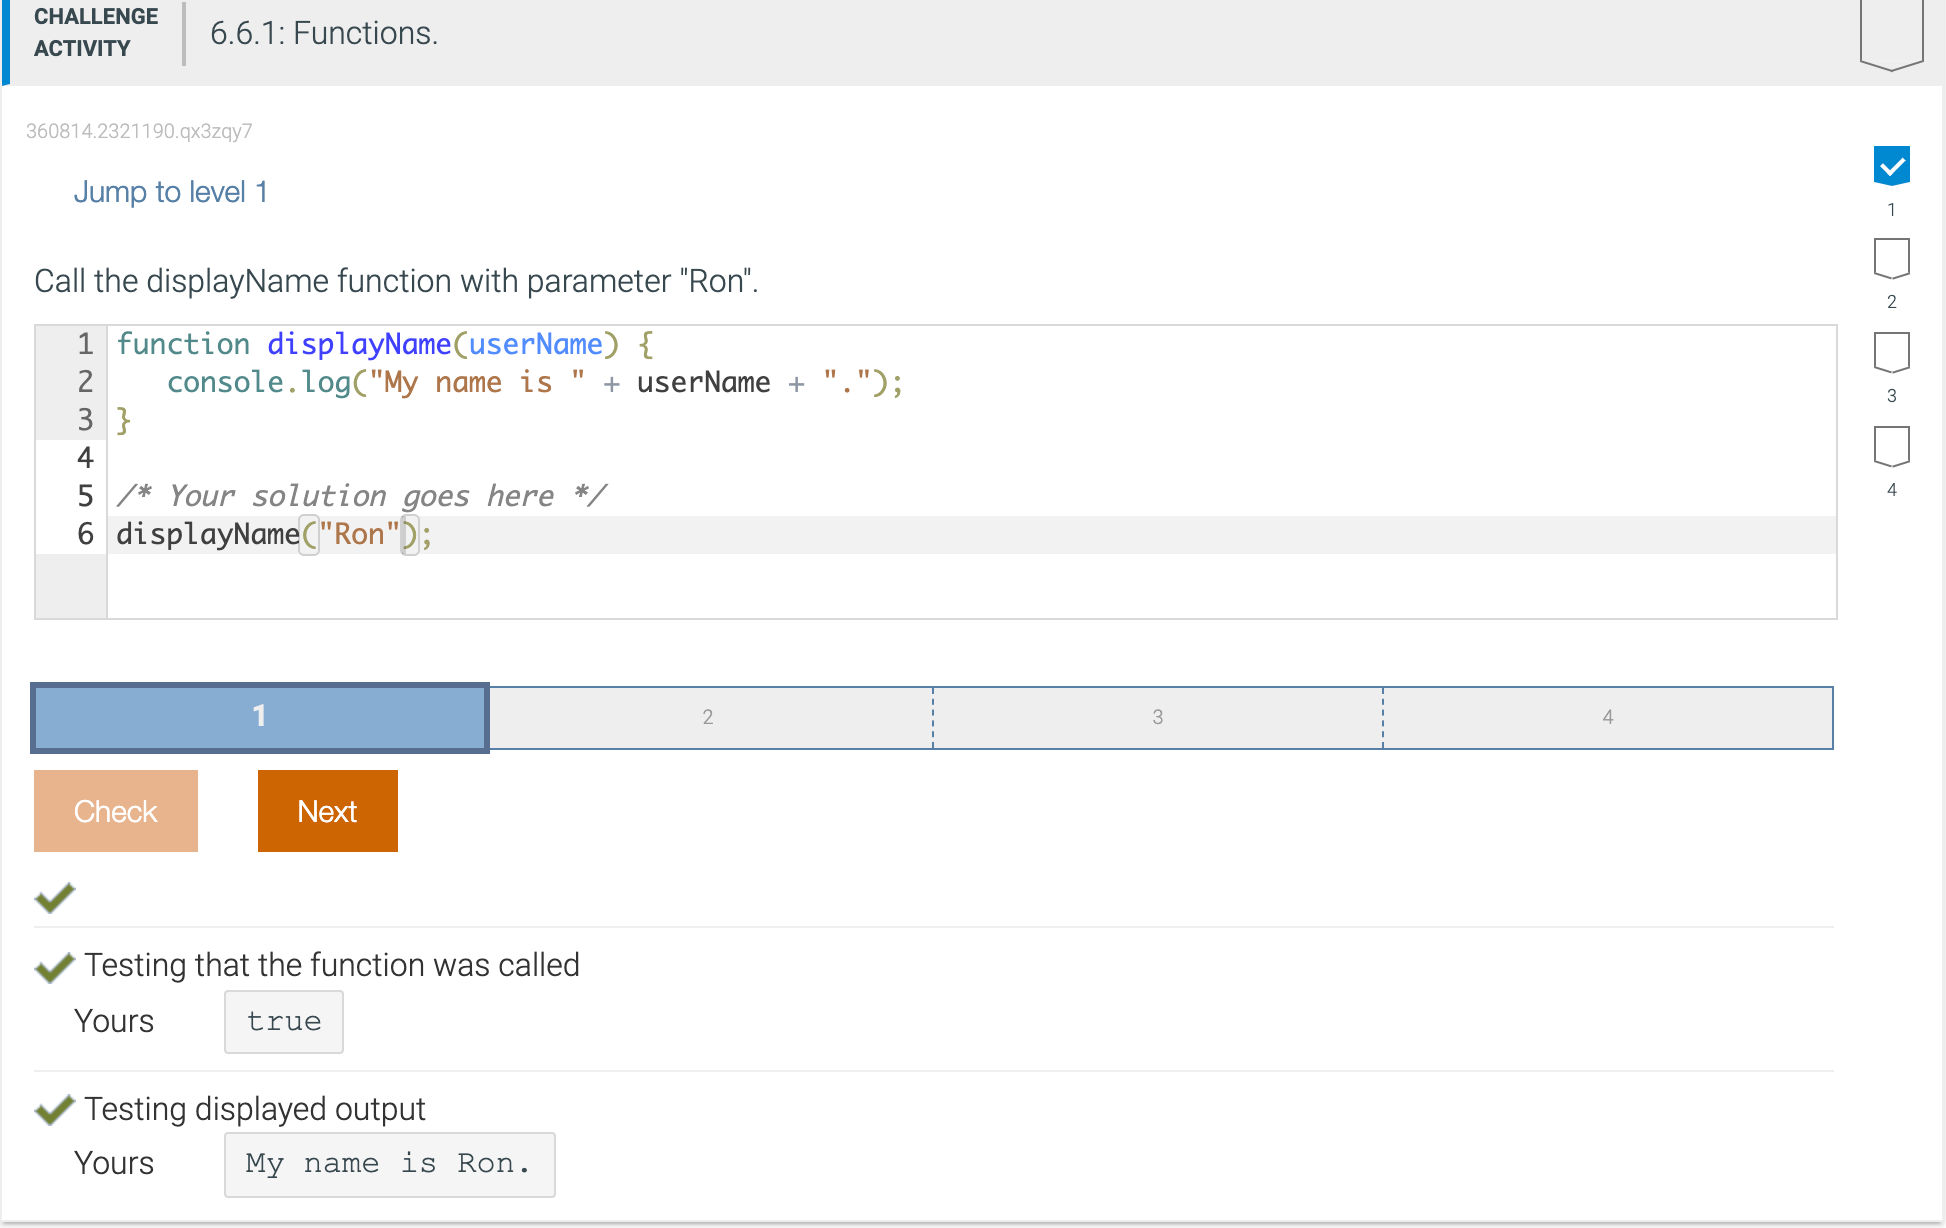 CHALLENGE
ACTIVITY
6.6.1: Functions.
360814.2321190.qx3zqy7
Jump to level 1
1
2
3
4
Call the displayName function with parameter "Ron".
1 function displayName(userName) {
2    console.log("My name is " + userName + ".");
3 }
4
5 /* Your solution goes here */
6 displayName("Ron");
1 2 3 4
Check Next
Testing that the function was called
Yours true
Testing displayed output
Yours My name is Ron.